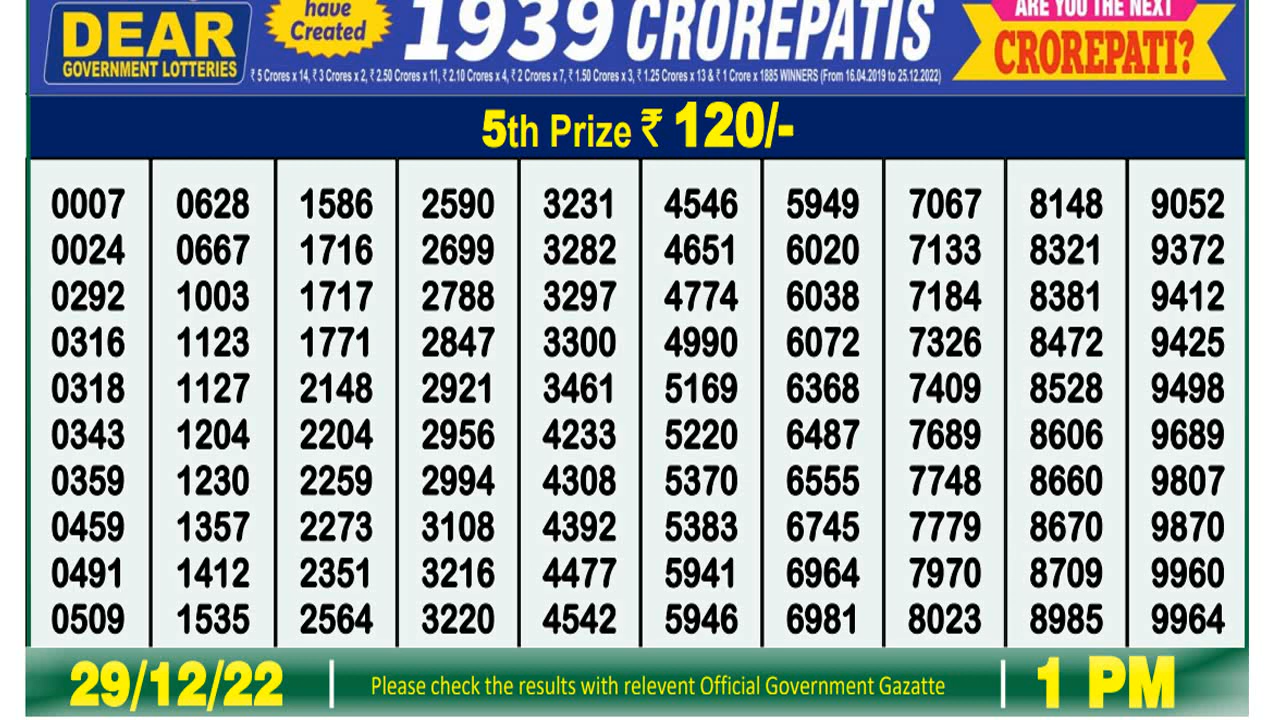 have
Created
DEAR
GOVERNMENT LOTTERIES
1939 CROREPATIS
₹ 5 Crores x 14, ₹ 3 Crores x 2, ₹ 2.50 Crores x 11, ₹ 2.10 Crores x 4, ₹ 2 Crores x 7, ₹ 1.50 Crores x 3, ₹ 1.25 Crores x 13 & ₹ 1 Crore x 1885 WINNERS (From 16.04.2019 to 25.12.2022)
ARE YOU THE NEXT
CROREPATI?
5th Prize ₹ 120/-
0007 0628 1586 2590 3231 4546 5949 7067 8148 9052
0024 0667 1716 2699 3282 4651 6020 7133 8321 9372
0292 1003 1717 2788 3297 4774 6038 7184 8381 9412
0316 1123 1771 2847 3300 4990 6072 7326 8472 9425
0318 1127 2148 2921 3461 5169 6368 7409 8528 9498
0343 1204 2204 2956 4233 5220 6487 7689 8606 9689
0359 1230 2259 2994 4308 5370 6555 7748 8660 9807
0459 1357 2273 3108 4392 5383 6745 7779 8670 9870
0491 1412 2351 3216 4477 5941 6964 7970 8709 9960
0509 1535 2564 3220 4542 5946 6981 8023 8985 9964
29/12/22
Please check the results with relevent Official Government Gazatte
1 PM